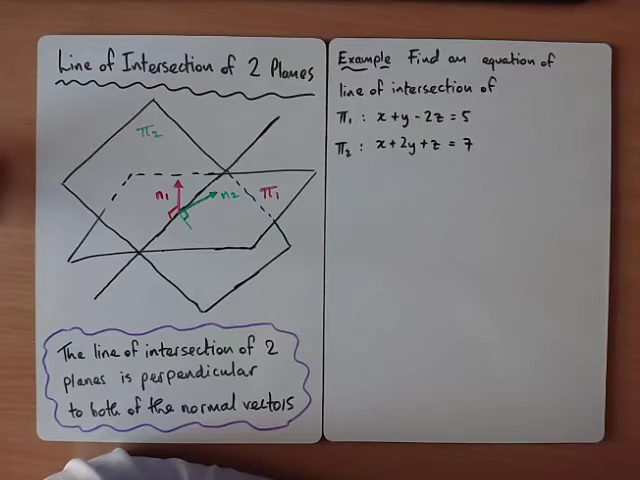 Line of Intersection of 2 Planes
π2
n1
n2
π1
The line of intersection of 2
planes is perpendicular
to both of the normal vectors
Example Find an equation of
line of intersection of
π1 : x + y - 2z = 5
π2 : x + 2y + z = 7